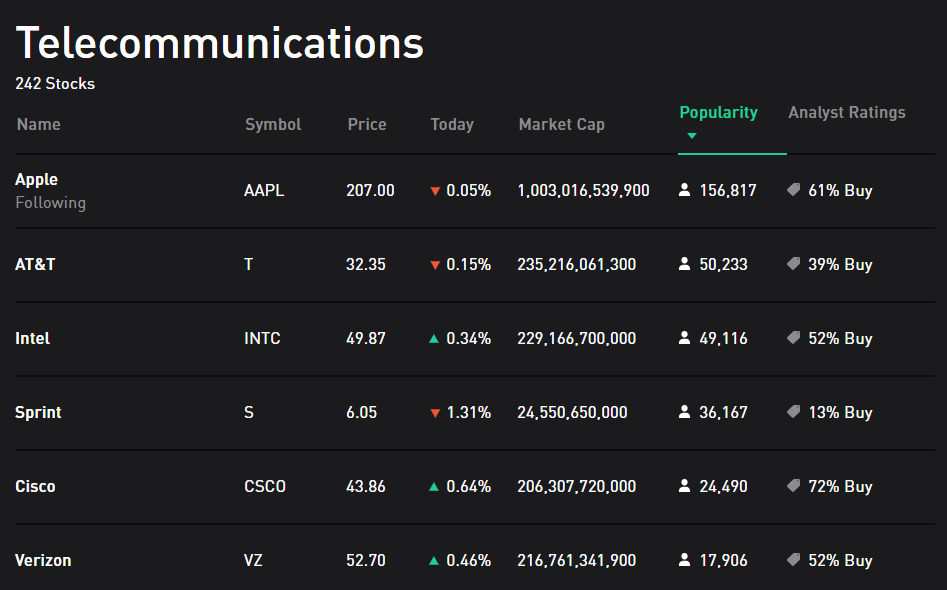 Telecommunications
242 Stocks
Name Symbol Price Today Market Cap Popularity Analyst Ratings
Apple AAPL 207.00 0.05% 1,003,016,539,900 156,817 61% Buy
Following
AT&T T 32.35 0.15% 235,216,061,300 50,233 39% Buy
Intel INTC 49.87 0.34% 229,166,700,000 49,116 52% Buy
Sprint S 6.05 1.31% 24,550,650,000 36,167 13% Buy
Cisco CSCO 43.86 0.64% 206,307,720,000 24,490 72% Buy
Verizon VZ 52.70 0.46% 216,761,341,900 17,906 52% Buy